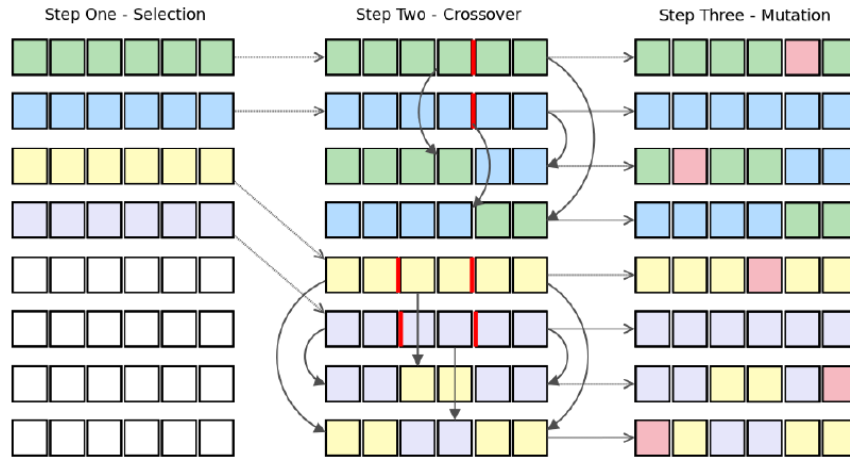 Step One - Selection
Step Two - Crossover
Step Three - Mutation